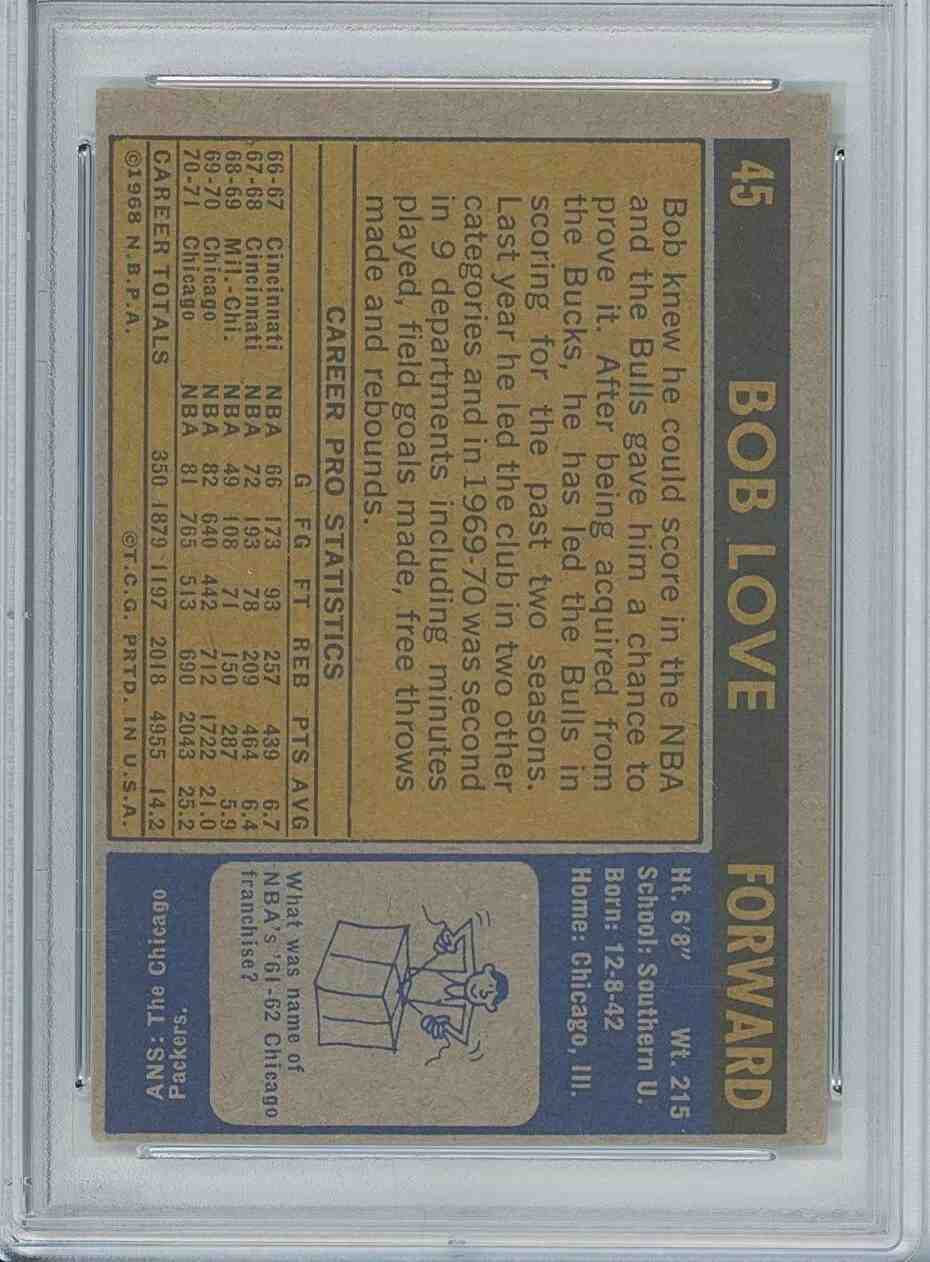 45 BOB LOVE FORWARD
Bob knew he could score in the NBA
and the Bulls gave him a chance to
prove it. After being acquired from
the Bucks, he has led the Bulls in
scoring for the past two seasons.
Last year he led the club in two other
categories and in 1969-70 was second
in 9 departments including minutes
played, field goals made, free throws
made and rebounds.
CAREER PRO STATISTICS
G FG FT REB PTS AVG
66-67 Cincinnati NBA 66 173 93 257 439 6.7
67-68 Cincinnati NBA 72 193 78 209 464 6.4
68-69 Mil.-Chi. NBA 49 108 71 150 287 5.9
69-70 Chicago NBA 82 640 442 712 1722 21.0
70-71 Chicago NBA 81 765 513 690 2043 25.2
CAREER TOTALS 350 1879 1197 2018 4955 14.2
©1968 N.B.P.A. ©T.C.G. PRTD. IN U.S.A.
Ht. 6'8" Wt. 215
School: Southern U.
Born: 12-8-42
Home: Chicago, Ill.
What was name of
NBA's '61-62 Chicago
franchise?
ANS: The Chicago
Packers.